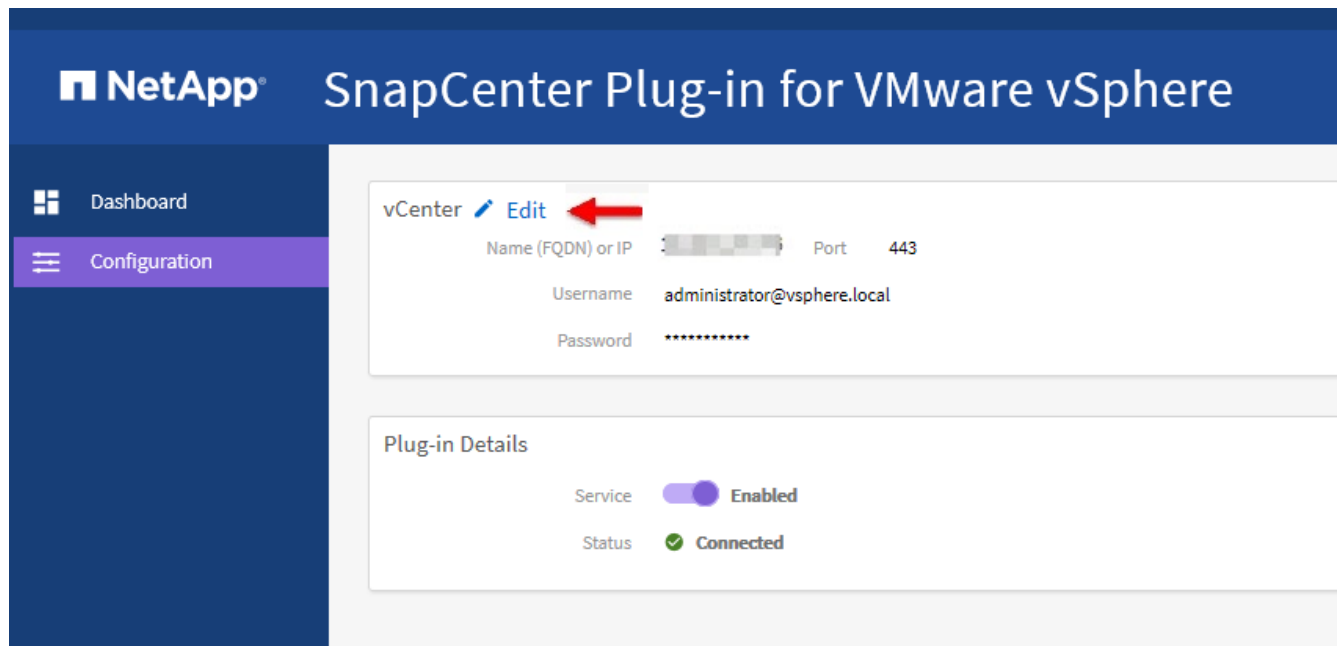 NetApp® SnapCenter Plug-in for VMware vSphere
Dashboard
Configuration
vCenter Edit
Name (FQDN) or IP Port 443
Username administrator@vsphere.local
Password ***********
Plug-in Details
Service Enabled
Status Connected